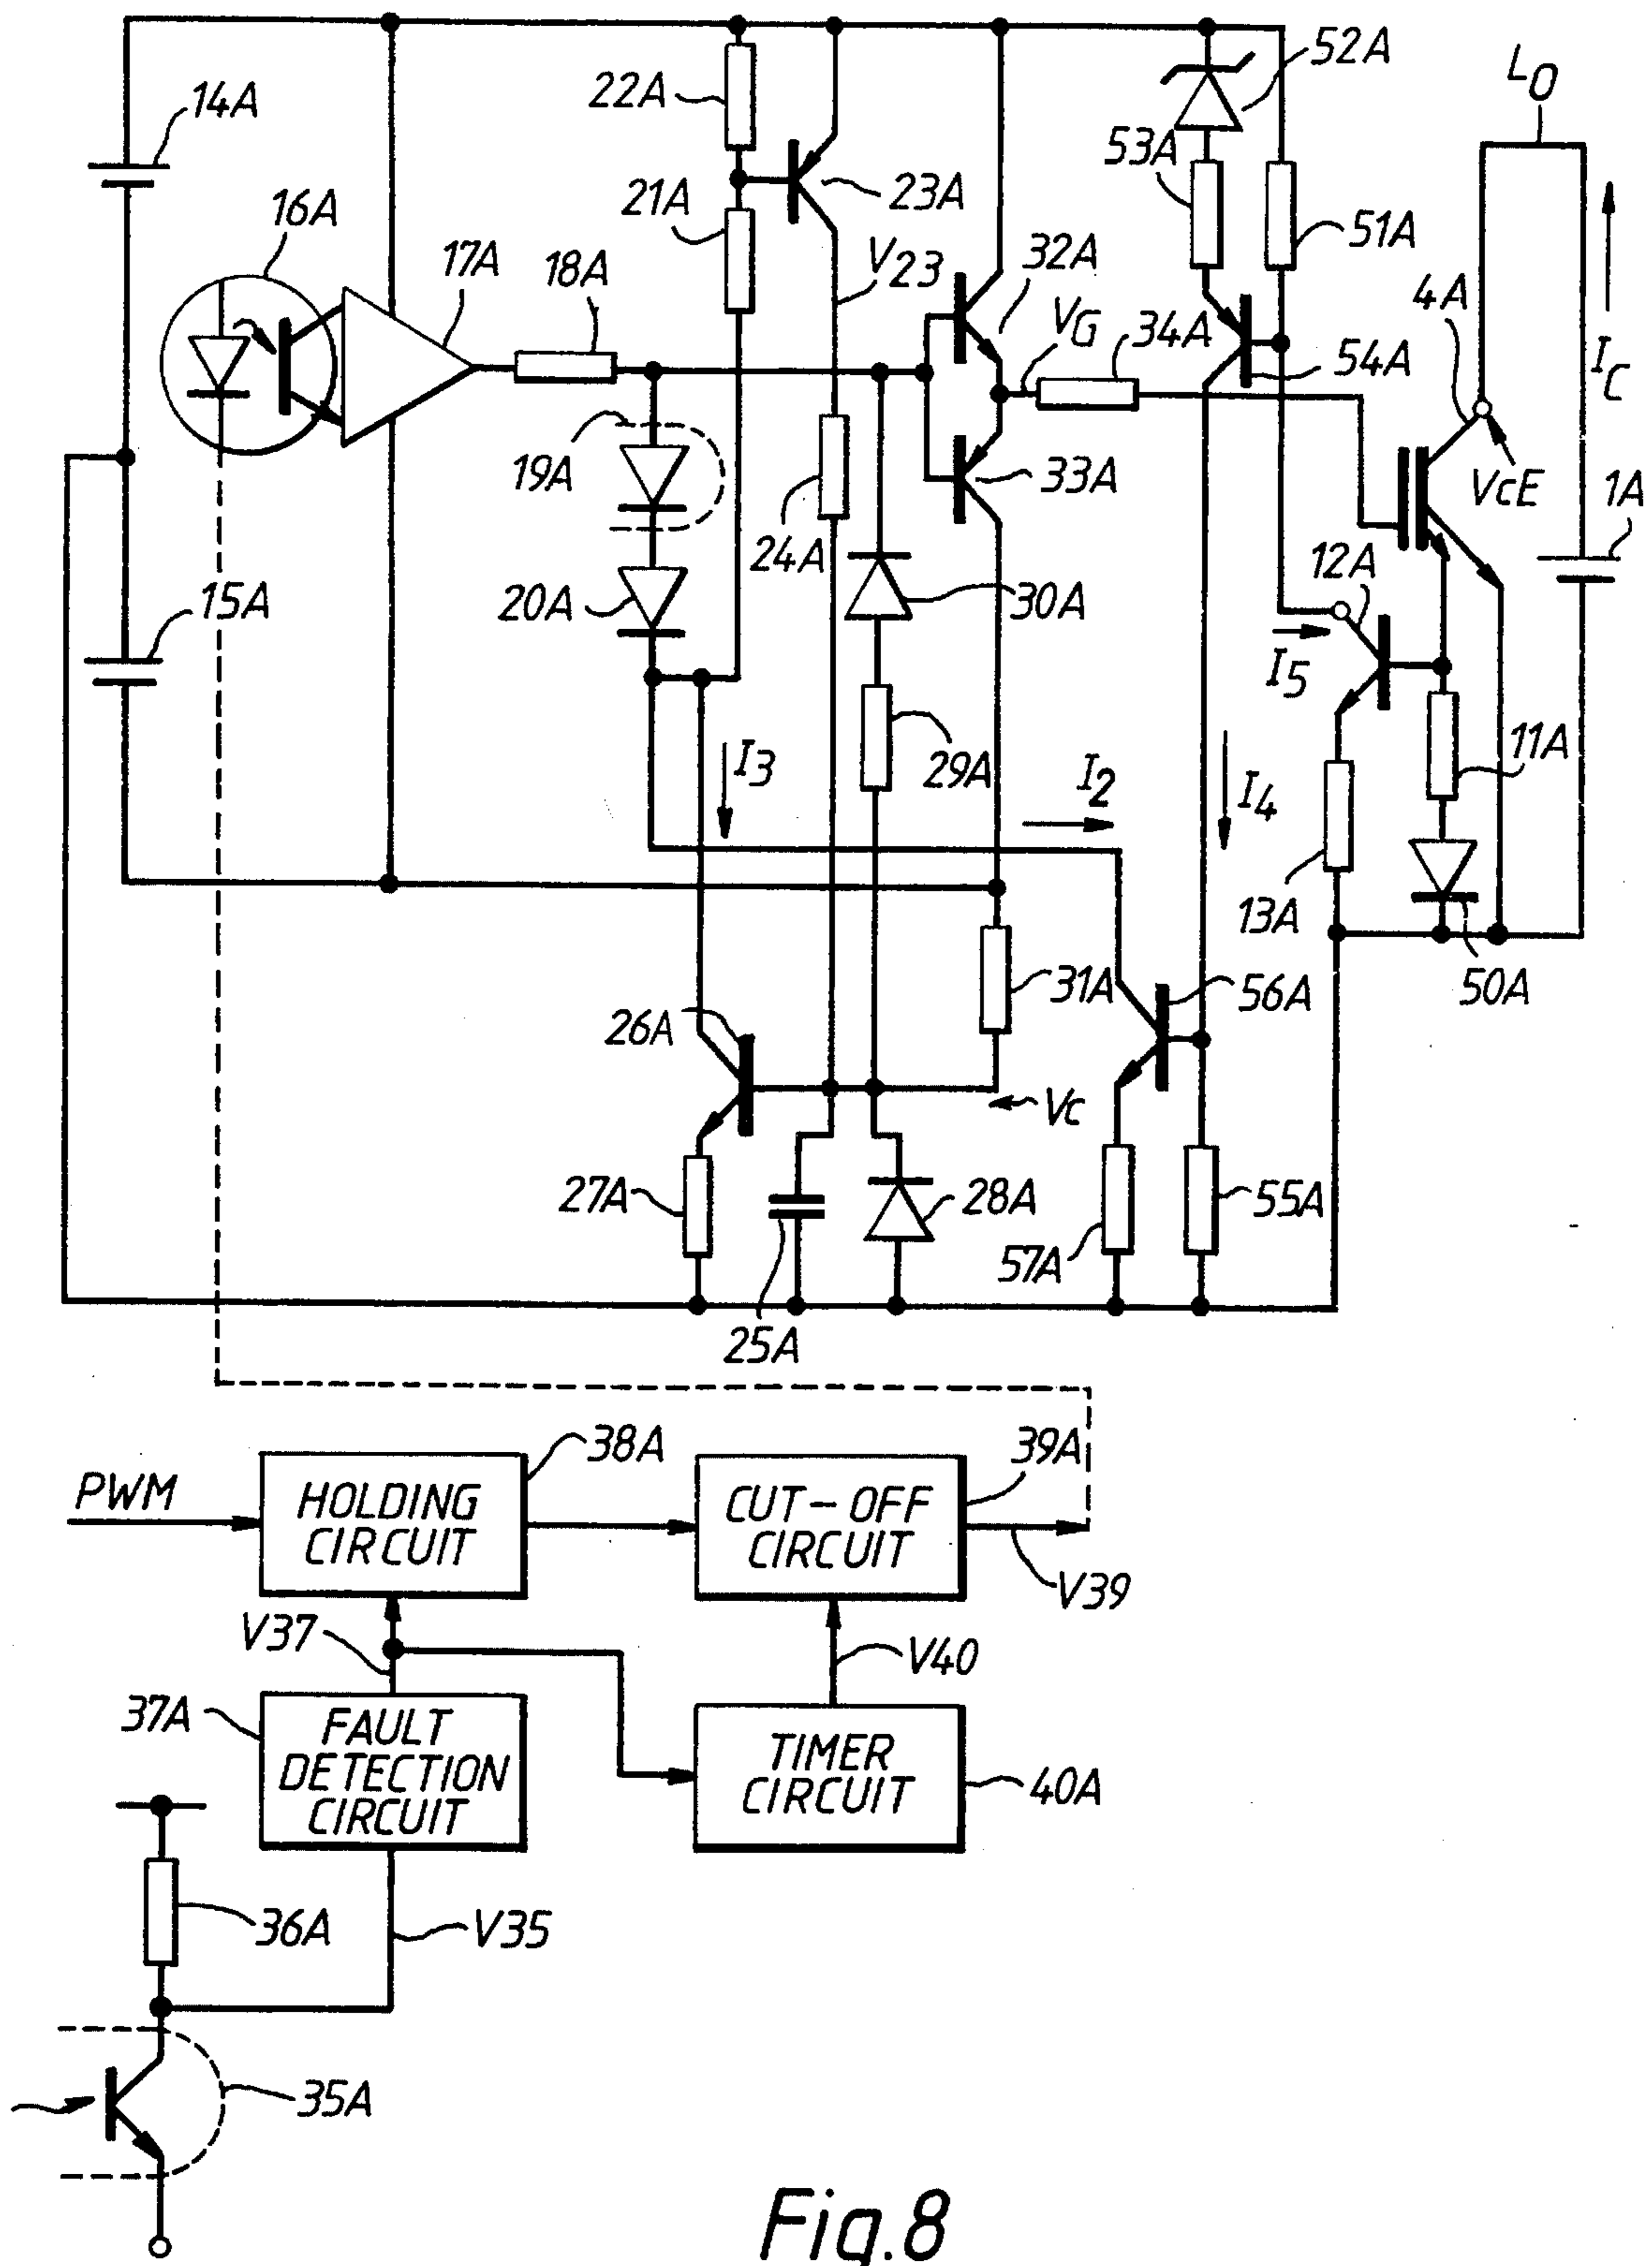 52A
L0
14A
22A
53A
16A
21A
23A
51A
17A
18A
V23
32A
4A
VG
34A
IC
54A
19A
24A
33A
VCE
1A
12A
15A
20A
30A
I5
I3
29A
I2
I4
11A
13A
31A
56A
50A
26A
VC
27A
28A
55A
57A
25A
38A
39A
PWM
HOLDING
CIRCUIT
CUT-OFF
CIRCUIT
V39
V37
V40
37A
FAULT
DETECTION
CIRCUIT
TIMER
CIRCUIT
40A
36A
V35
35A
Fig.8